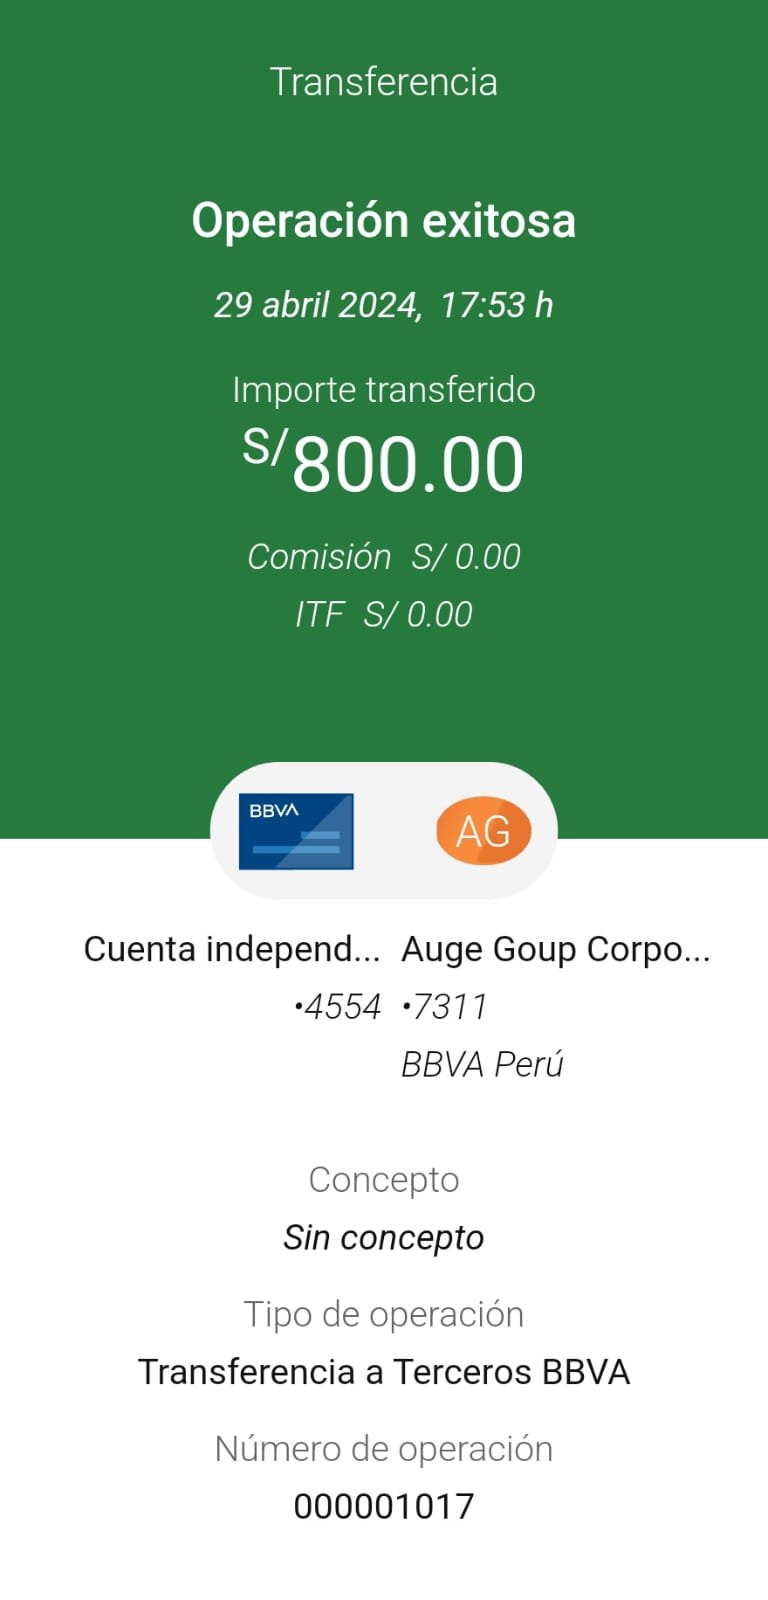 Transferencia
Operación exitosa
29 abril 2024, 17:53 h
Importe transferido
S/800.00
Comisión S/ 0.00
ITF S/ 0.00
BBVA
AG
Cuenta independ... Auge Goup Corpo...
•4554 •7311
BBVA Perú
Concepto
Sin concepto
Tipo de operación
Transferencia a Terceros BBVA
Número de operación
000001017